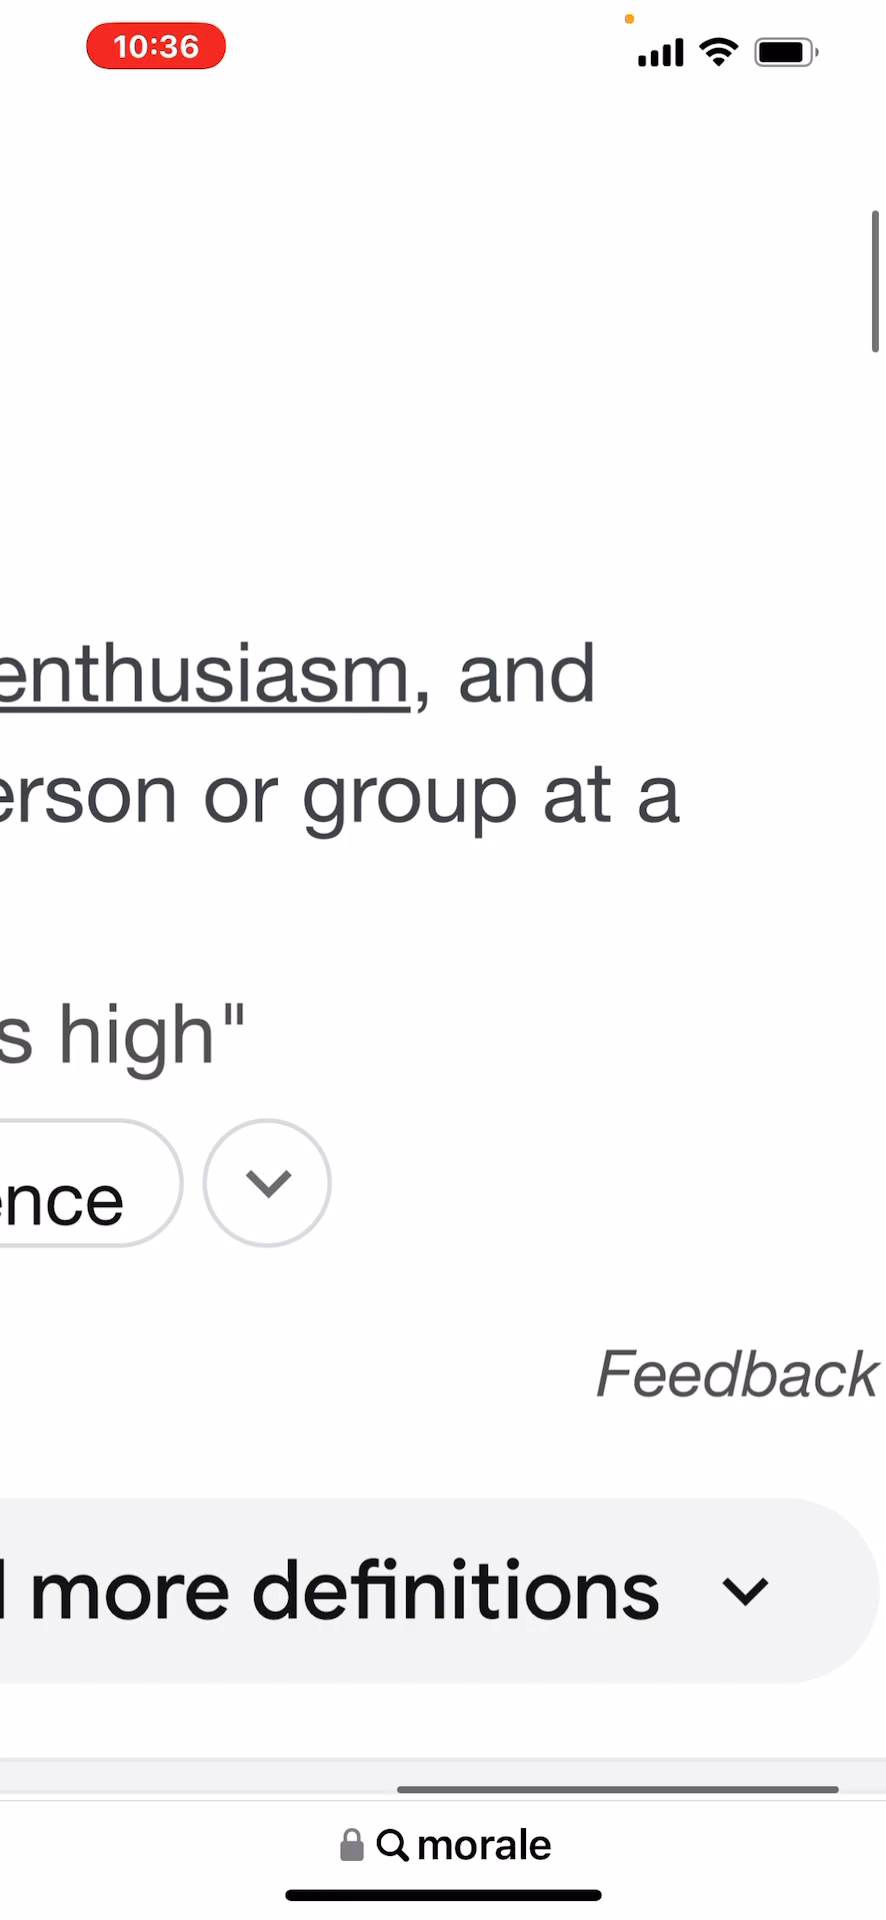 10:36
enthusiasm, and
erson or group at a
s high"
ence
Feedback
more definitions
morale